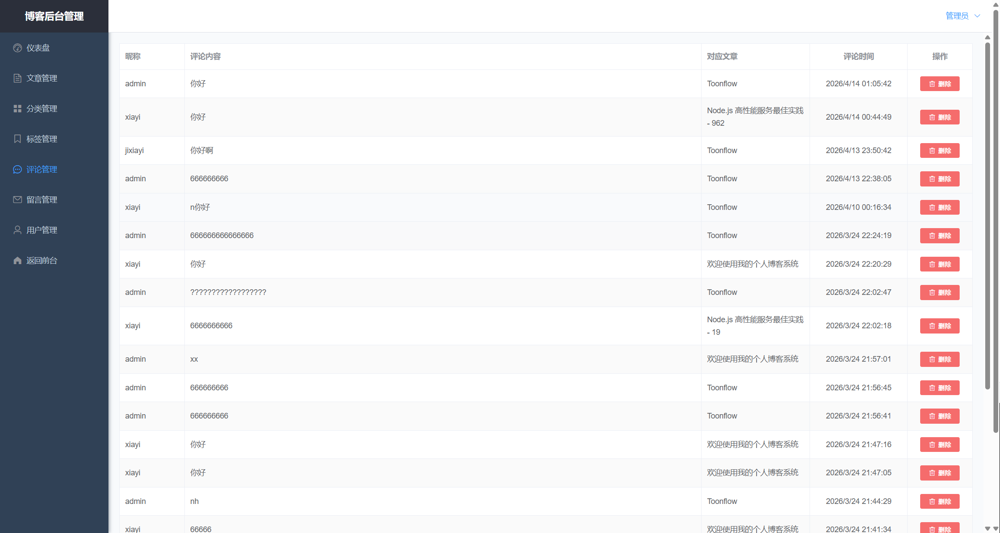 博客后台管理
管理员
仪表盘
文章管理
分类管理
标签管理
评论管理
留言管理
用户管理
返回前台
昵称 评论内容 对应文章 评论时间 操作
admin 你好 Toonflow 2026/4/14 01:05:42 删除
xiayi 你好 Node.js 高性能服务最佳实践 2026/4/14 00:44:49 删除
- 962
jixiayi 你好啊 Toonflow 2026/4/13 23:50:42 删除
admin 666666666 Toonflow 2026/4/13 22:38:05 删除
xiayi n你好 Toonflow 2026/4/10 00:16:34 删除
admin 666666666666666 Toonflow 2026/3/24 22:24:19 删除
xiayi 你好 欢迎使用我的个人博客系统 2026/3/24 22:20:29 删除
admin ?????????????????? Toonflow 2026/3/24 22:02:47 删除
xiayi 6666666666 Node.js 高性能服务最佳实践 2026/3/24 22:02:18 删除
- 19
admin xx 欢迎使用我的个人博客系统 2026/3/24 21:57:01 删除
admin 666666666 Toonflow 2026/3/24 21:56:45 删除
admin 666666666 Toonflow 2026/3/24 21:56:41 删除
xiayi 你好 欢迎使用我的个人博客系统 2026/3/24 21:47:16 删除
xiayi 你好 欢迎使用我的个人博客系统 2026/3/24 21:47:05 删除
admin nh Toonflow 2026/3/24 21:44:29 删除
xiayi 66666 欢迎使用我的个人博客系统 2026/3/24 21:41:34 删除